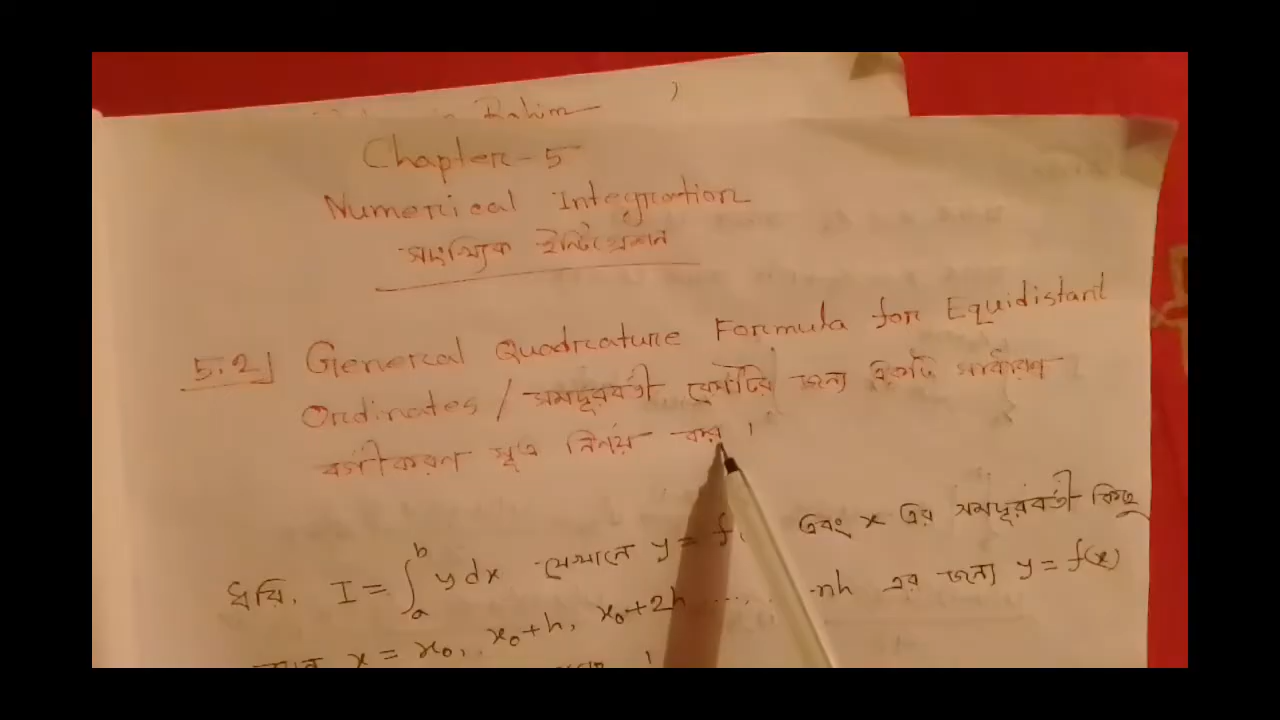 Rahim
Chapter-5
Numerical Integration
সংখ্যিক ইন্টিগ্রেশন
5.2] General Quadrature Formula for Equidistant
Ordinates / সমদূরবর্তী কোটির জন্য একটি সাধারণ
বর্গীকরণ সূত্র নির্ণয় কর ।
ধরি, I = ∫ₐᵇ y dx যেখানে y = f এবং x এর সমদূরবর্তী কিছু
x = x₀, x₀+h, x₀+2h ..... nh এর জন্য y = f(x)